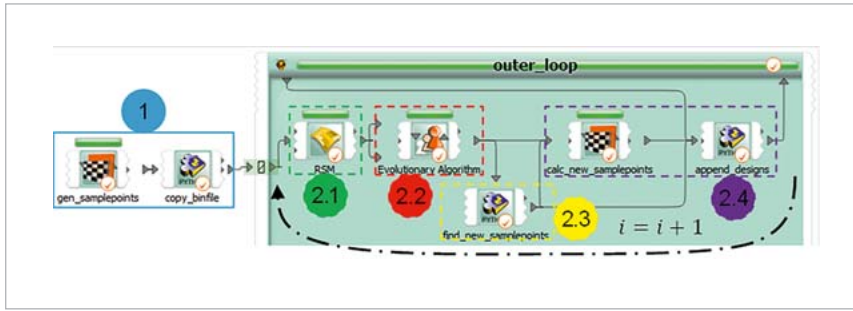 outer_loop
1
gen_samplepoints
copy_binfile
0
RSM
2.1
Evolutionary Algorithm
2.2
find_new_samplepoints
2.3
calc_new_samplepoints
append_designs
2.4
i = i + 1